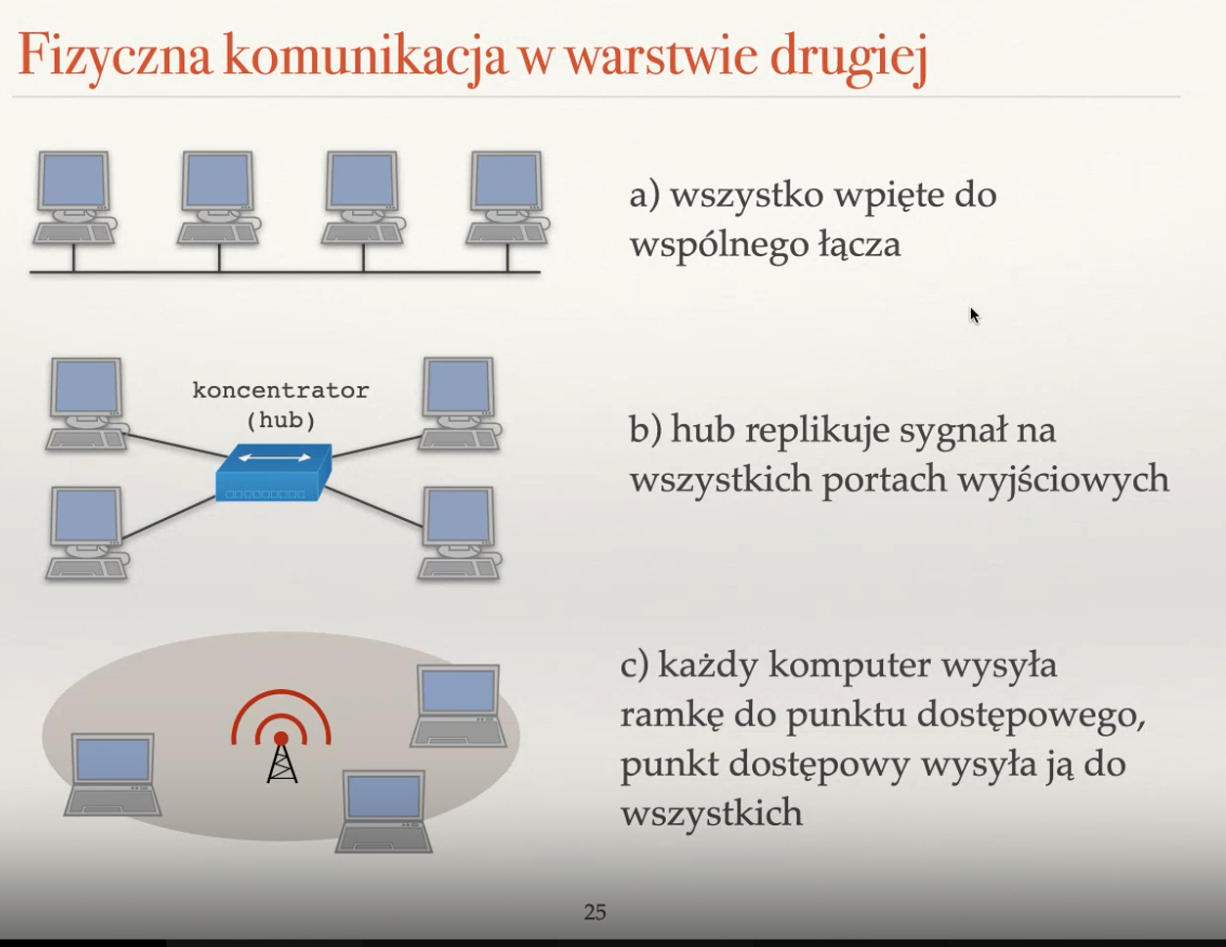 Fizyczna komunikacja w warstwie drugiej
a) wszystko wpięte do
wspólnego łącza
koncentrator
(hub)
b) hub replikuje sygnał na
wszystkich portach wyjściowych
c) każdy komputer wysyła
ramkę do punktu dostępowego,
punkt dostępowy wysyła ją do
wszystkich
25